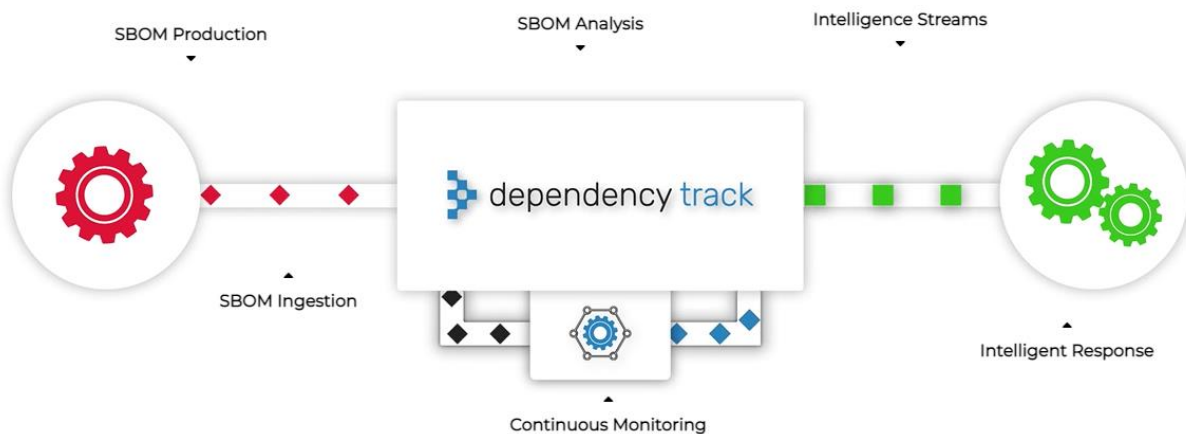 SBOM Production
SBOM Analysis
Intelligence Streams
dependency track
SBOM Ingestion
Intelligent Response
Continuous Monitoring